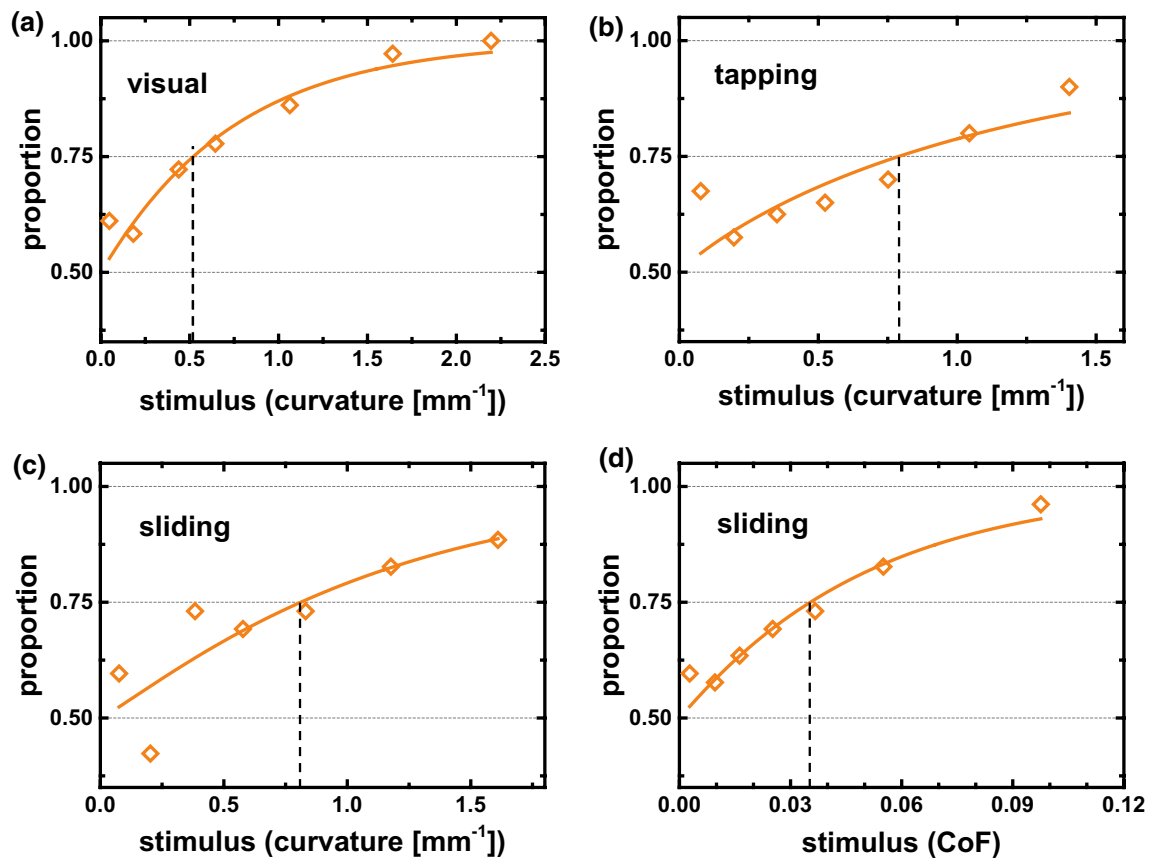 (a)
1.00
0.75
0.50
proportion
visual
0.0 0.5 1.0 1.5 2.0 2.5
stimulus (curvature [mm⁻¹])
(b)
1.00
0.75
0.50
proportion
tapping
0.0 0.5 1.0 1.5
stimulus (curvature [mm⁻¹])
(c)
1.00
0.75
0.50
proportion
sliding
0.0 0.5 1.0 1.5
stimulus (curvature [mm⁻¹])
(d)
1.00
0.75
0.50
proportion
sliding
0.00 0.03 0.06 0.09 0.12
stimulus (CoF)